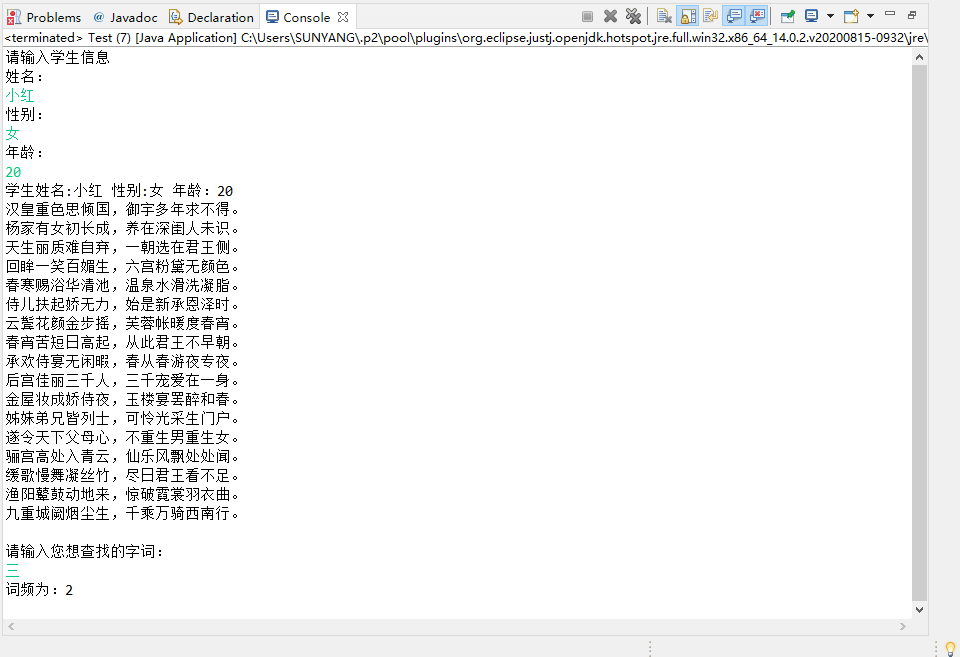 Problems @ Javadoc Declaration Console
<terminated> Test (7) [Java Application] C:\Users\SUNYANG\.p2\pool\plugins\org.eclipse.justj.openjdk.hotspot.jre.full.win32.x86_64_14.0.2.v20200815-0932\jre\
请输入学生信息
姓名：
小红
性别：
女
年龄：
20
学生姓名:小红 性别:女 年龄：20
汉皇重色思倾国，御宇多年求不得。
杨家有女初长成，养在深闺人未识。
天生丽质难自弃，一朝选在君王侧。
回眸一笑百媚生，六宫粉黛无颜色。
春寒赐浴华清池，温泉水滑洗凝脂。
侍儿扶起娇无力，始是新承恩泽时。
云鬓花颜金步摇，芙蓉帐暖度春宵。
春宵苦短日高起，从此君王不早朝。
承欢侍宴无闲暇，春从春游夜专夜。
后宫佳丽三千人，三千宠爱在一身。
金屋妆成娇侍夜，玉楼宴罢醉和春。
姊妹弟兄皆列士，可怜光采生门户。
遂令天下父母心，不重生男重生女。
骊宫高处入青云，仙乐风飘处处闻。
缓歌慢舞凝丝竹，尽日君王看不足。
渔阳鼙鼓动地来，惊破霓裳羽衣曲。
九重城阙烟尘生，千乘万骑西南行。
请输入您想查找的字词：
三
词频为：2